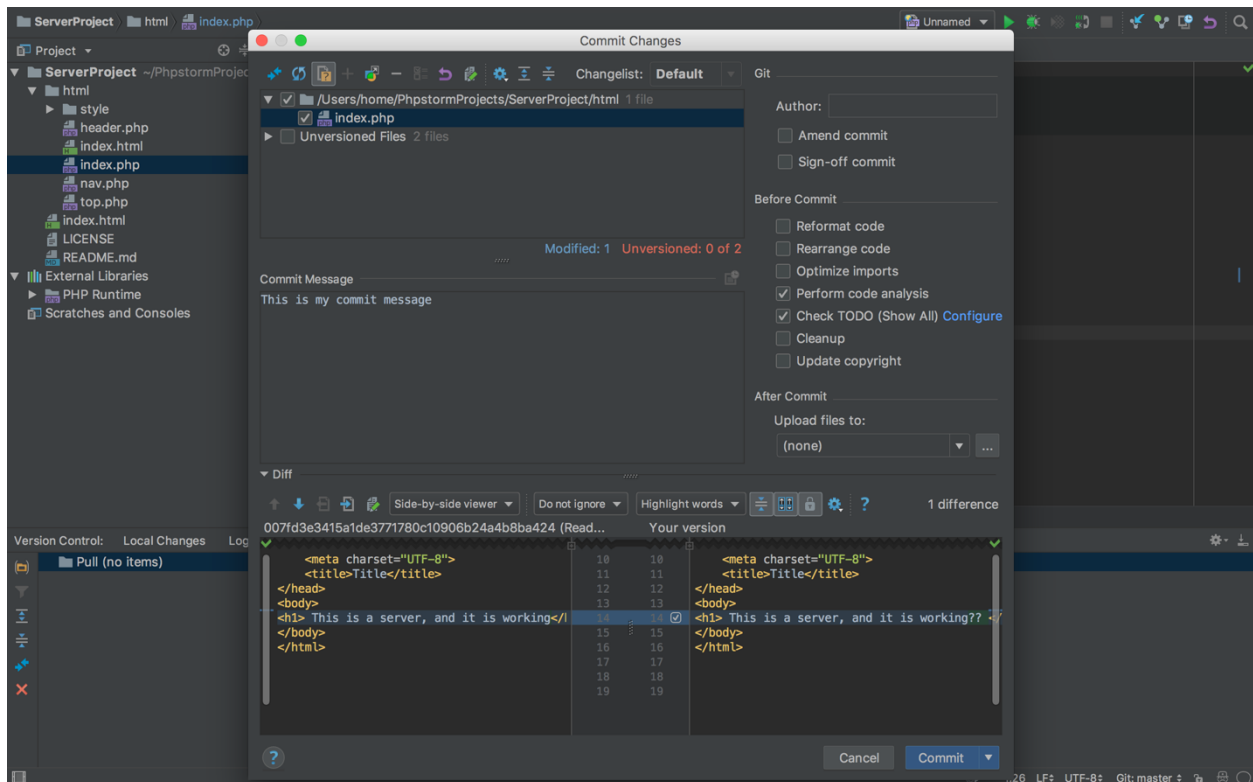 ServerProject html index.php
Unnamed
Project
Commit Changes
ServerProject ~/PhpstormProjec
html
style
header.php
index.html
index.php
nav.php
top.php
index.html
LICENSE
README.md
External Libraries
PHP Runtime
Scratches and Consoles
Changelist: Default
/Users/home/PhpstormProjects/ServerProject/html 1 file
index.php
Unversioned Files 2 files
Modified: 1 Unversioned: 0 of 2
Commit Message
This is my commit message
Git
Author:
Amend commit
Sign-off commit
Before Commit
Reformat code
Rearrange code
Optimize imports
Perform code analysis
Check TODO (Show All) Configure
Cleanup
Update copyright
After Commit
Upload files to:
(none)
...
Diff
Side-by-side viewer Do not ignore Highlight words ? 1 difference
007fd3e3415a1de3771780c10906b24a4b8ba424 (Read... Your version
<meta charset="UTF-8"> 10 10 <meta charset="UTF-8">
<title>Title</title> 11 11 <title>Title</title>
</head> 12 12 </head>
<body> 13 13 <body>
<h1> This is a server, and it is working</ 14 14 <h1> This is a server, and it is working?? </
</body> 15 15 </body>
</html> 16 16 </html>
17 17
18 18
19 19
Version Control: Local Changes Log
Pull (no items)
? Cancel Commit
:26 LF UTF-8 Git: master